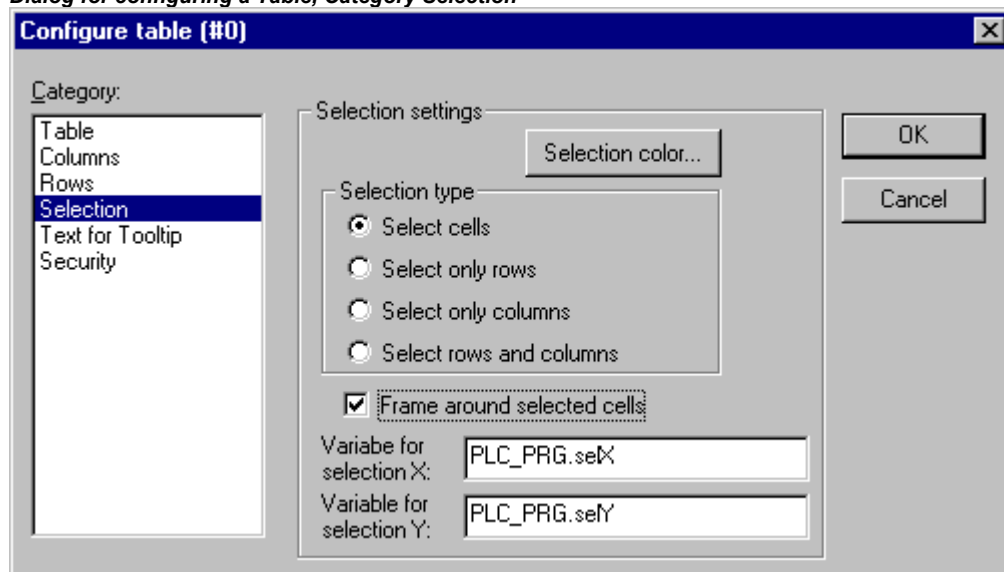 Dialog for configuring a Table, Category Selection
Configure table (#0)
Category:
Table
Columns
Rows
Selection
Text for Tooltip
Security
Selection settings
Selection color...
Selection type
Select cells
Select only rows
Select only columns
Select rows and columns
Frame around selected cells
Variabe for
selection X:
PLC_PRG.selX
Variable for
selection Y:
PLC_PRG.selY
OK
Cancel